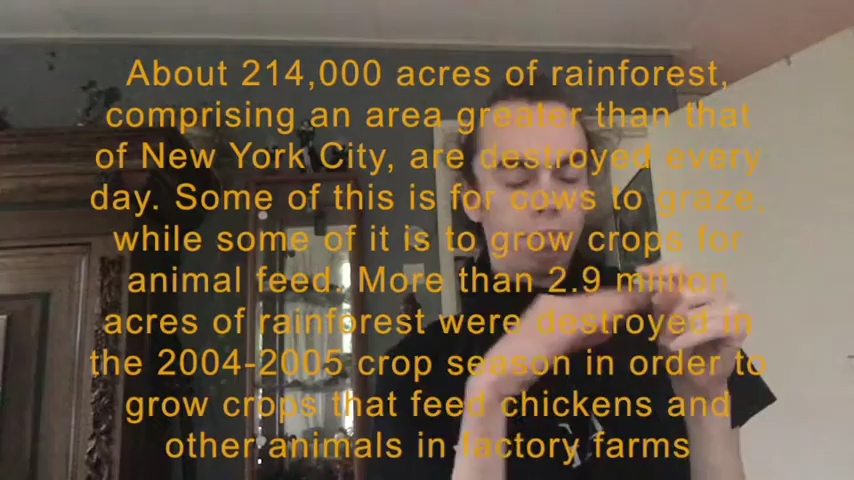 About 214,000 acres of rainforest,
comprising an area greater than that
of New York City, are destroyed every
day. Some of this is for cows to graze,
while some of it is to grow crops for
animal feed. More than 2.9 million
acres of rainforest were destroyed in
the 2004-2005 crop season in order to
grow crops that feed chickens and
other animals in factory farms